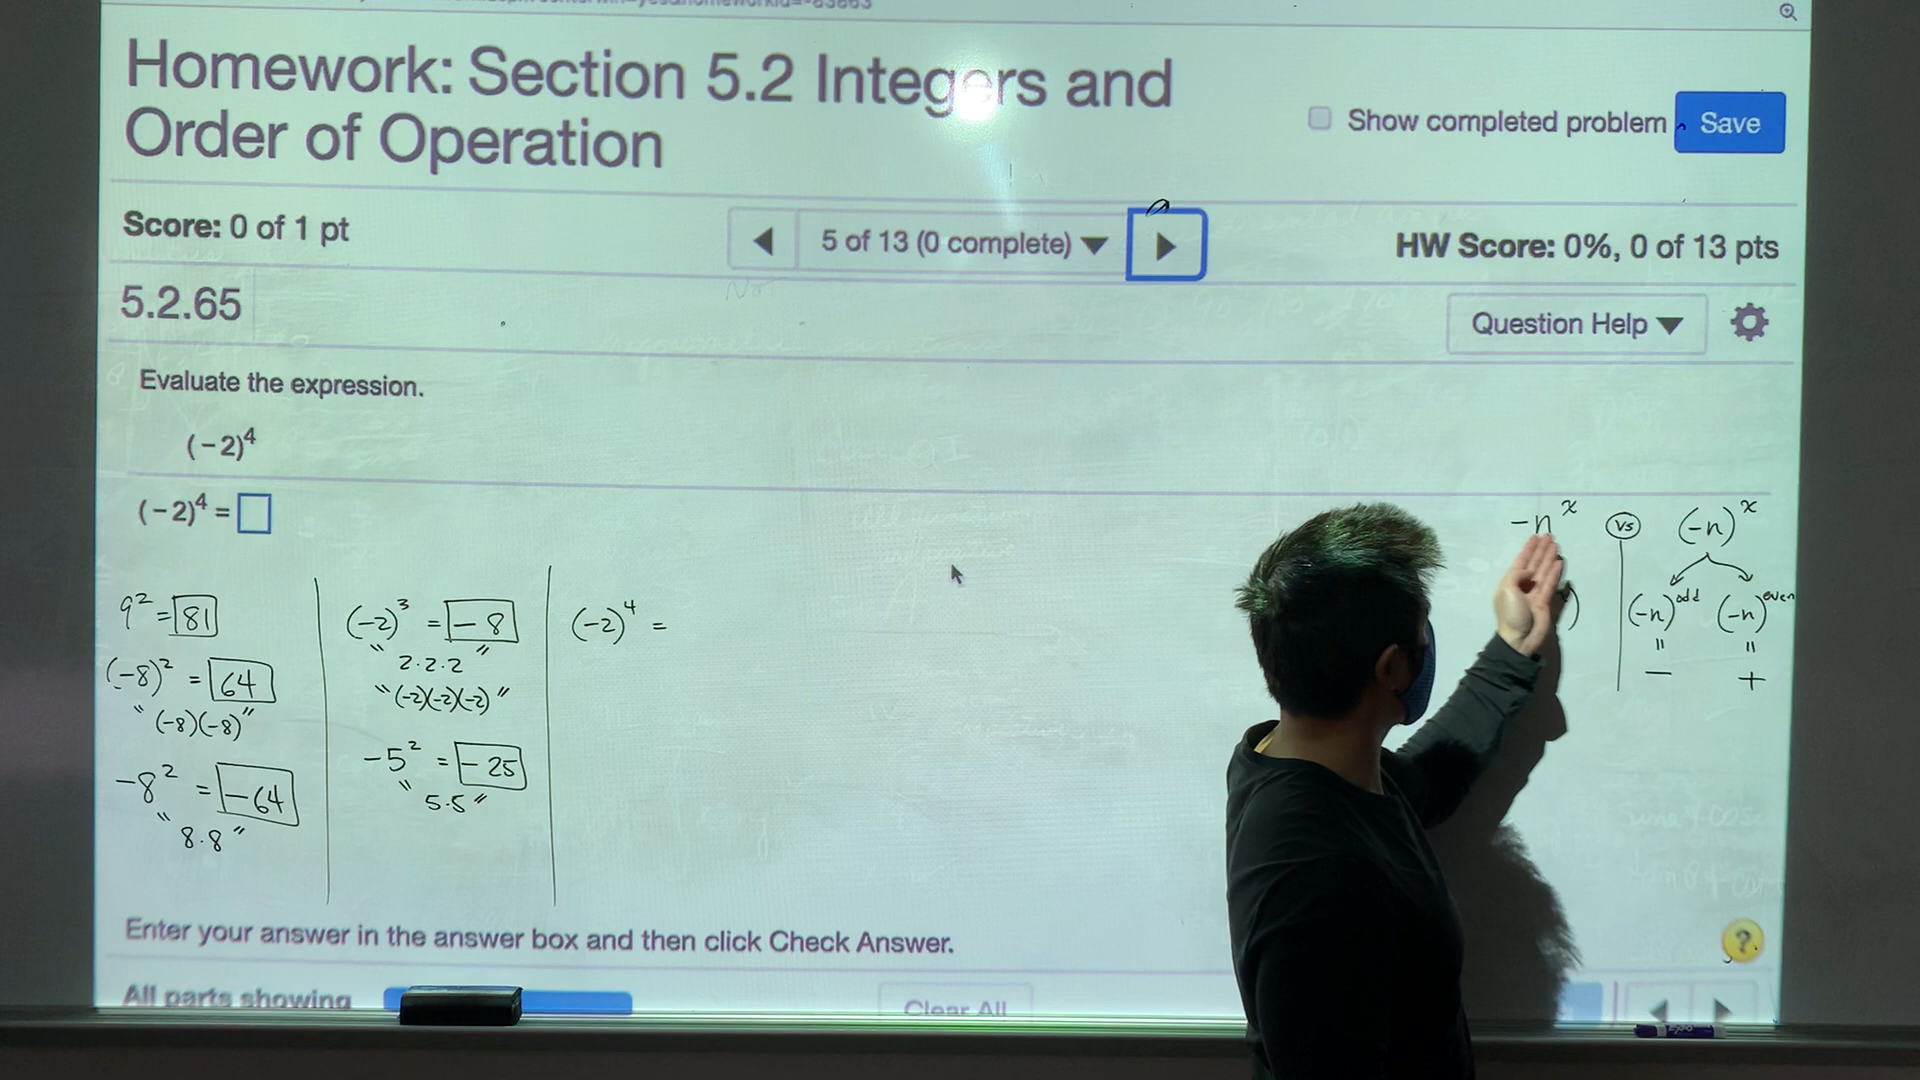 Homework: Section 5.2 Integers and
Order of Operation
Show completed problem
Save
Score: 0 of 1 pt
5 of 13 (0 complete)
HW Score: 0%, 0 of 13 pts
5.2.65
Question Help
Evaluate the expression.
(-2)⁴
(-2)⁴ =
9² = 81
(-8)² = 64
"(-8)(-8)"
-8² = -64
"8·8"
(-2)³ = -8
"2·2·2"
"(-2)(-2)(-2)"
-5² = -25
"5·5"
(-2)⁴ =
-nˣ vs (-n)ˣ
(-n)ᵒᵈᵈ (-n)ᵉᵛᵉⁿ
= =
- +
Enter your answer in the answer box and then click Check Answer.
?
All parts showing
Clear All
EXPO